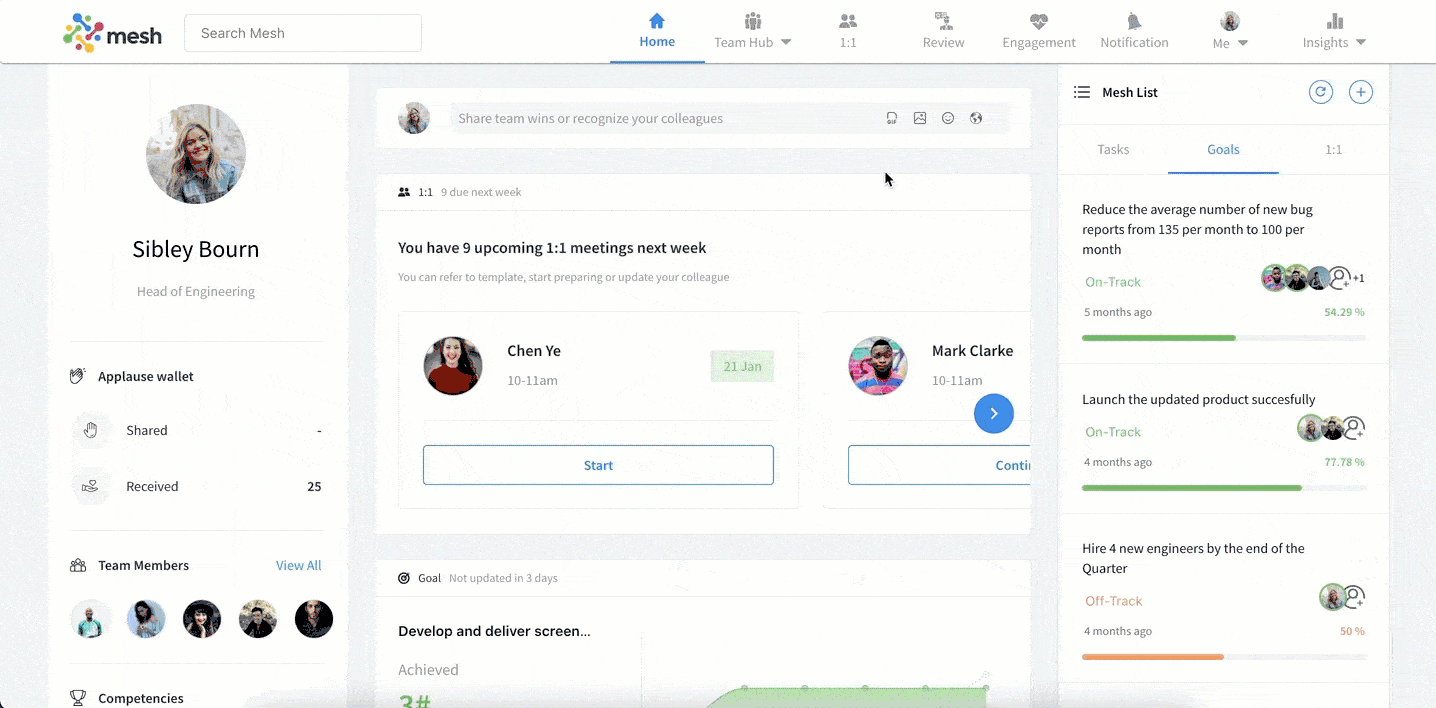 mesh
Search Mesh
Home
Team Hub
1:1
Review
Engagement
Notification
Me
Insights
Sibley Bourn
Head of Engineering
Applause wallet
Shared -
Received 25
Team Members View All
Competencies
Share team wins or recognize your colleagues
GIF
1:1 9 due next week
You have 9 upcoming 1:1 meetings next week
You can refer to template, start preparing or update your colleague
Chen Ye
10-11am
21 Jan
Start
Mark Clarke
10-11am
Contin
Goal Not updated in 3 days
Develop and deliver screen...
Achieved
3#
Mesh List
Tasks Goals 1:1
Reduce the average number of new bug
reports from 135 per month to 100 per
month
On-Track +1
5 months ago 54.29 %
Launch the updated product succesfully
On-Track
4 months ago 77.78 %
Hire 4 new engineers by the end of the
Quarter
Off-Track
4 months ago 50 %